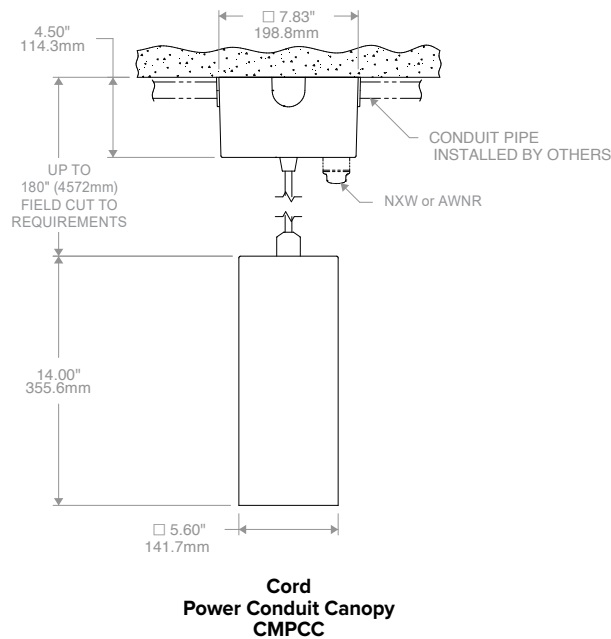 □ 7.83"
198.8mm
4.50"
114.3mm
CONDUIT PIPE
INSTALLED BY OTHERS
UP TO
180" (4572mm)
FIELD CUT TO
REQUIREMENTS
NXW or AWNR
14.00"
355.6mm
□ 5.60"
141.7mm
Cord
Power Conduit Canopy
CMPCC